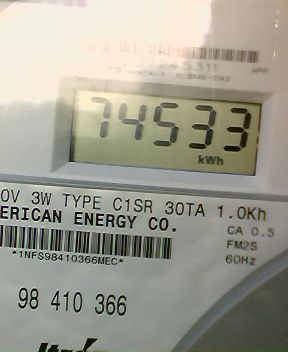 74533
kWh
0V 3W TYPE C1SR 30TA 1.0Kh
ERICAN ENERGY CO.
CA 0.5
FM2S
*1NFS98410366MEC*
60Hz
98 410 366
Itron